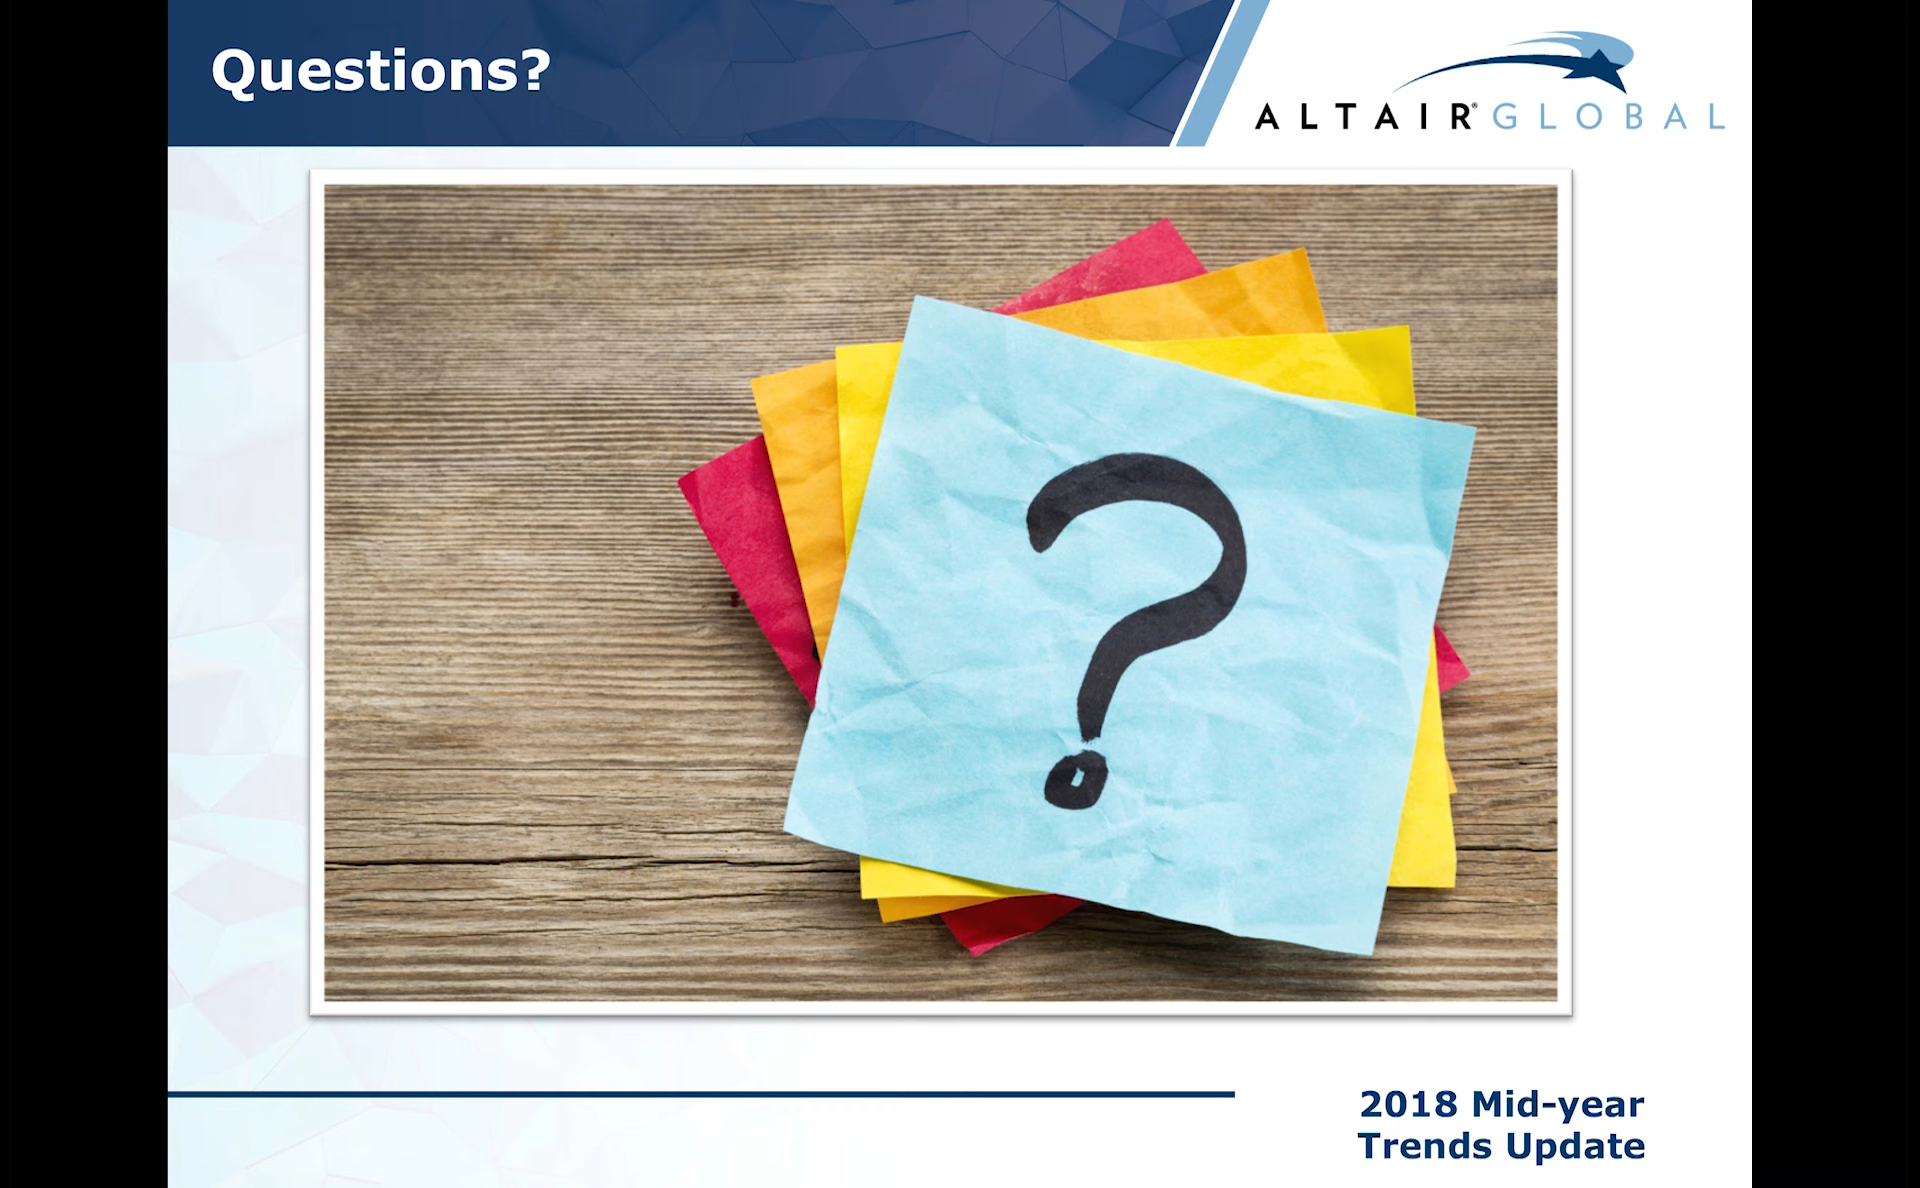 Questions?
ALTAIR® GLOBAL
?
2018 Mid-year
Trends Update